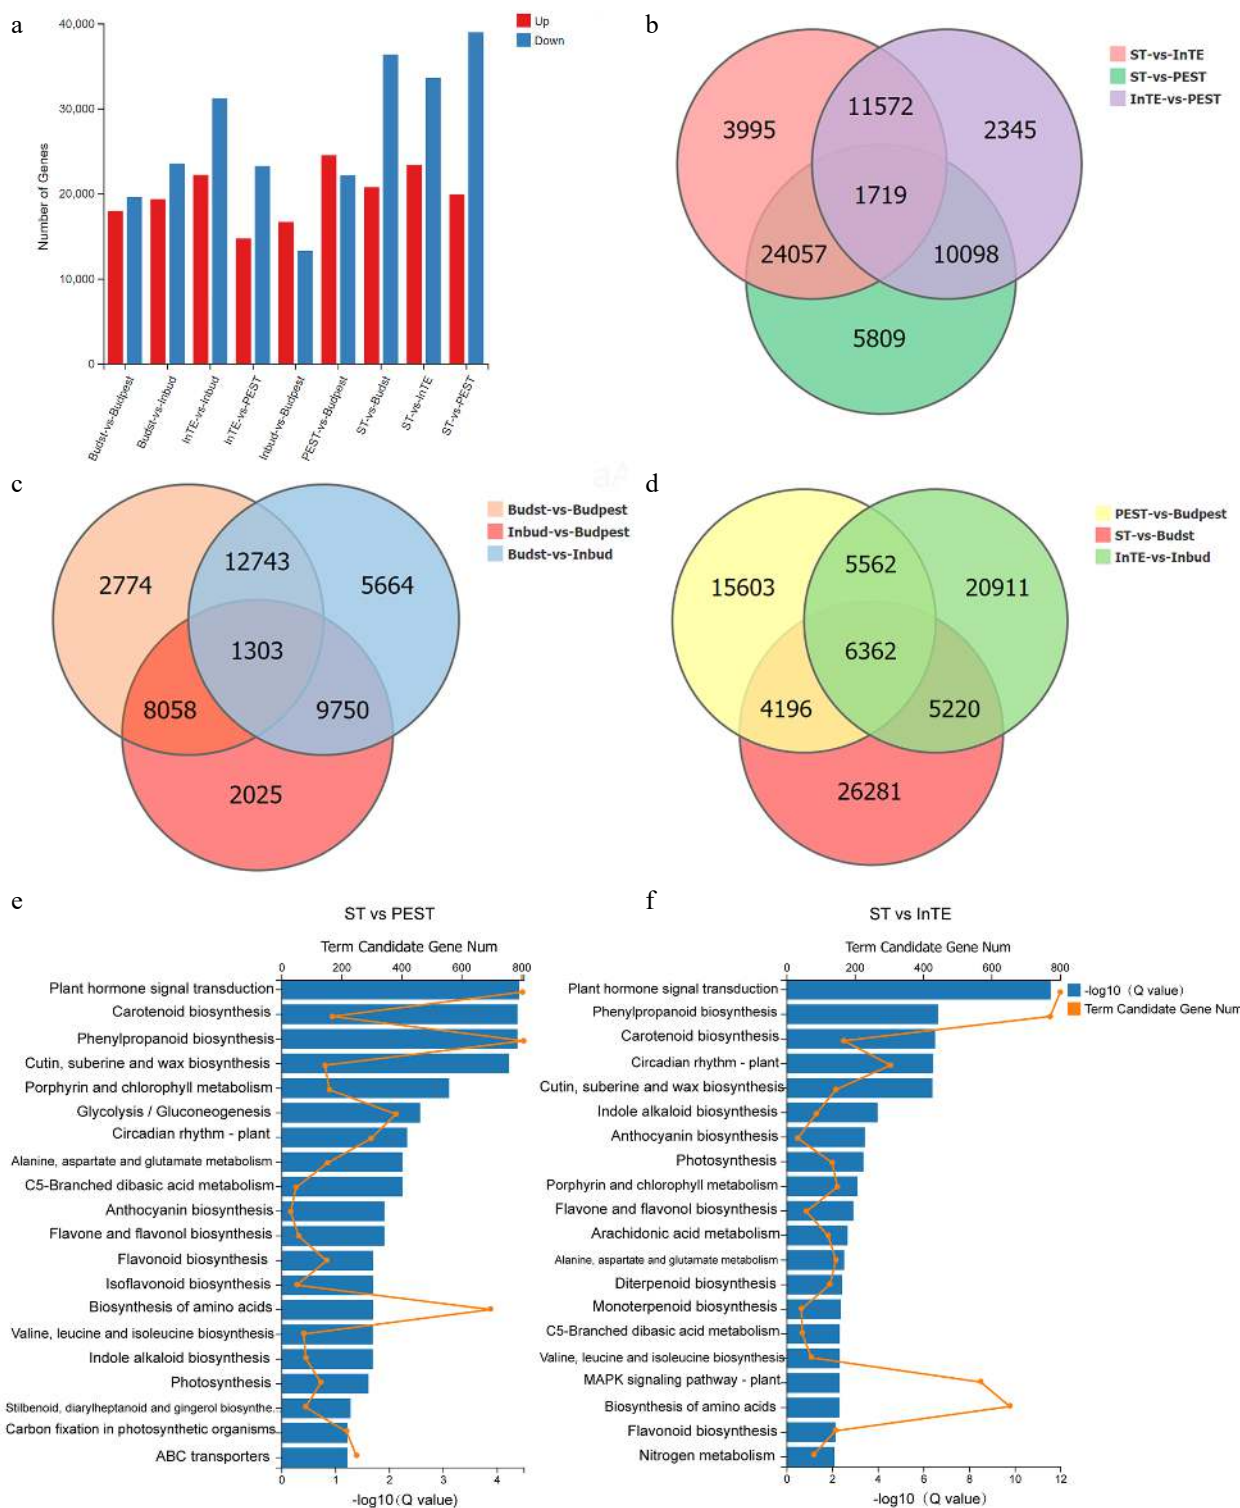 a
40,000
30,000
20,000
10,000
0
Number of Genes
Up
Down
Budst-vs-Budpest
Budst-vs-Inbud
InTE-vs-Inbud
InTE-vs-PEST
Inbud-vs-Budpest
PEST-vs-Budpest
ST-vs-Budst
ST-vs-InTE
ST-vs-PEST
b
ST-vs-InTE
ST-vs-PEST
InTE-vs-PEST
3995
11572
2345
1719
24057
10098
5809
c
Budst-vs-Budpest
Inbud-vs-Budpest
Budst-vs-Inbud
2774
12743
5664
1303
8058
9750
2025
d
PEST-vs-Budpest
ST-vs-Budst
InTE-vs-Inbud
15603
5562
20911
6362
4196
5220
26281
e
ST vs PEST
Term Candidate Gene Num
0 200 400 600 800
Plant hormone signal transduction
Carotenoid biosynthesis
Phenylpropanoid biosynthesis
Cutin, suberine and wax biosynthesis
Porphyrin and chlorophyll metabolism
Glycolysis / Gluconeogenesis
Circadian rhythm - plant
Alanine, aspartate and glutamate metabolism
C5-Branched dibasic acid metabolism
Anthocyanin biosynthesis
Flavone and flavonol biosynthesis
Flavonoid biosynthesis
Isoflavonoid biosynthesis
Biosynthesis of amino acids
Valine, leucine and isoleucine biosynthesis
Indole alkaloid biosynthesis
Photosynthesis
Stilbenoid, diarylheptanoid and gingerol biosynthe.
Carbon fixation in photosynthetic organisms
ABC transporters
0 1 2 3 4
-log10（Q value）
f
ST vs InTE
Term Candidate Gene Num
0 200 400 600 800
-log10（Q value）
Term Candidate Gene Num
Plant hormone signal transduction
Phenylpropanoid biosynthesis
Carotenoid biosynthesis
Circadian rhythm - plant
Cutin, suberine and wax biosynthesis
Indole alkaloid biosynthesis
Anthocyanin biosynthesis
Photosynthesis
Porphyrin and chlorophyll metabolism
Flavone and flavonol biosynthesis
Arachidonic acid metabolism
Alanine, aspartate and glutamate metabolism
Diterpenoid biosynthesis
Monoterpenoid biosynthesis
C5-Branched dibasic acid metabolism
Valine, leucine and isoleucine biosynthesis
MAPK signaling pathway - plant
Biosynthesis of amino acids
Flavonoid biosynthesis
Nitrogen metabolism
0 2 4 6 8 10 12
-log10（Q value）